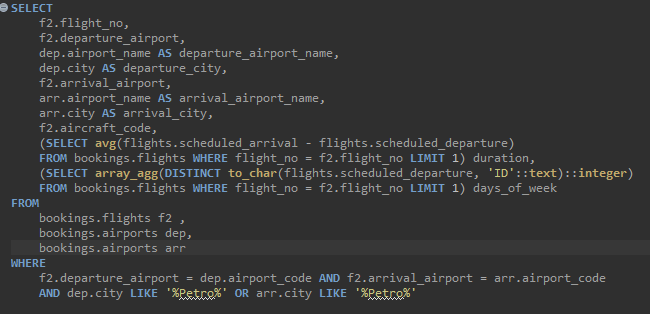 SELECT
f2.flight_no,
f2.departure_airport,
dep.airport_name AS departure_airport_name,
dep.city AS departure_city,
f2.arrival_airport,
arr.airport_name AS arrival_airport_name,
arr.city AS arrival_city,
f2.aircraft_code,
(SELECT avg(flights.scheduled_arrival - flights.scheduled_departure)
FROM bookings.flights WHERE flight_no = f2.flight_no LIMIT 1) duration,
(SELECT array_agg(DISTINCT to_char(flights.scheduled_departure, 'ID'::text)::integer)
FROM bookings.flights WHERE flight_no = f2.flight_no LIMIT 1) days_of_week
FROM
bookings.flights f2 ,
bookings.airports dep,
bookings.airports arr
WHERE
f2.departure_airport = dep.airport_code AND f2.arrival_airport = arr.airport_code
AND dep.city LIKE '%Petro%' OR arr.city LIKE '%Petro%'